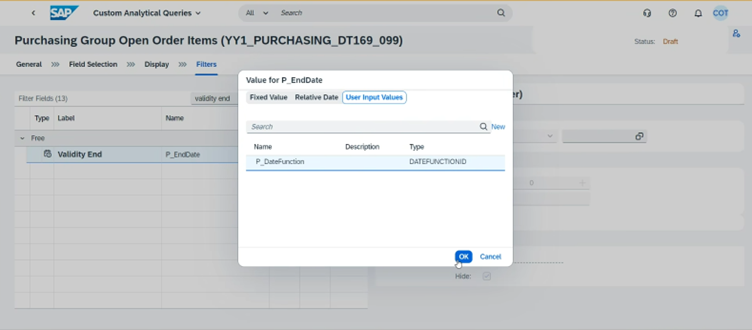 SAP Custom Analytical Queries All Search COT
Purchasing Group Open Order Items (YY1_PURCHASING_DT169_099)
Status: Draft
General Field Selection Display Filters
Value for P_EndDate
Filter Fields (13) validity end
Fixed Value Relative Date User Input Values
er)
Type Label Name
Search New
Free
Name Description Type
Validity End P_EndDate
P_DateFunction DATEFUNCTIONID
0
OK Cancel
Hide: